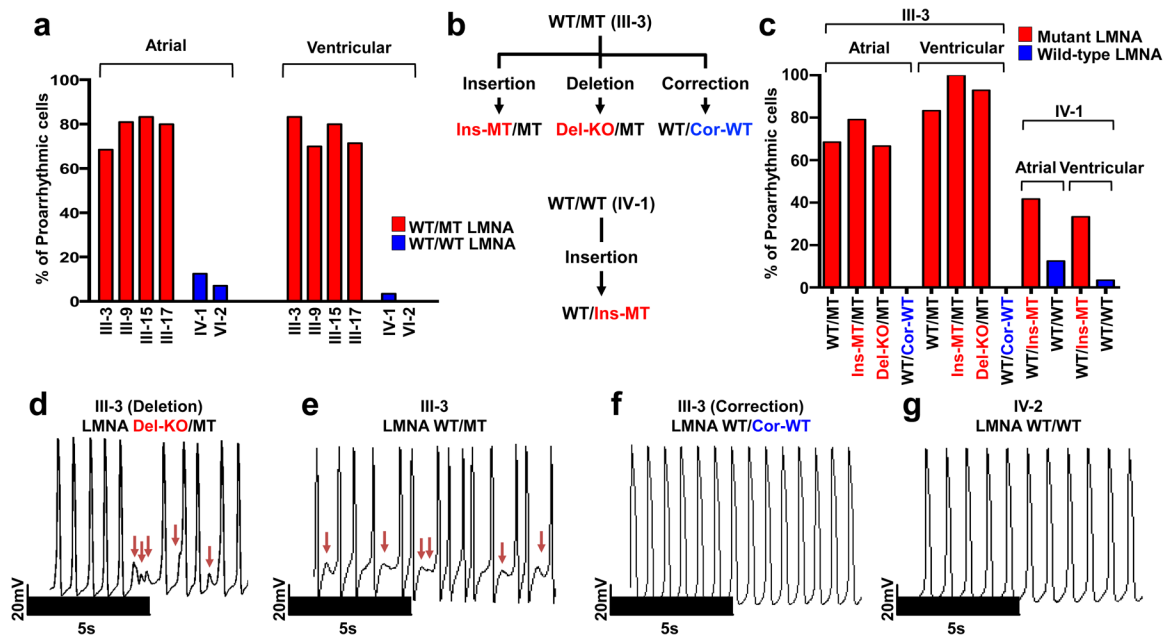 a
Atrial
Ventricular
% of Proarrhythmic cells
100
80
60
40
20
0
III-3
III-9
III-15
III-17
IV-1
VI-2
III-3
III-9
III-15
III-17
IV-1
VI-2
WT/MT LMNA
WT/WT LMNA
b
WT/MT (III-3)
Insertion Deletion Correction
Ins-MT/MT Del-KO/MT WT/Cor-WT
WT/WT (IV-1)
Insertion
WT/Ins-MT
c
III-3
Mutant LMNA
Wild-type LMNA
Atrial
Ventricular
IV-1
Atrial
Ventricular
% of Proarrhythmic cells
100
80
60
40
20
0
WT/MT
Ins-MT/MT
Del-KO/MT
WT/Cor-WT
WT/MT
Ins-MT/MT
Del-KO/MT
WT/Cor-WT
WT/Ins-MT
WT/WT
WT/Ins-MT
WT/WT
d
III-3 (Deletion)
LMNA Del-KO/MT
20mV
5s
e
III-3
LMNA WT/MT
20mV
5s
f
III-3 (Correction)
LMNA WT/Cor-WT
20mV
5s
g
IV-2
LMNA WT/WT
20mV
5s